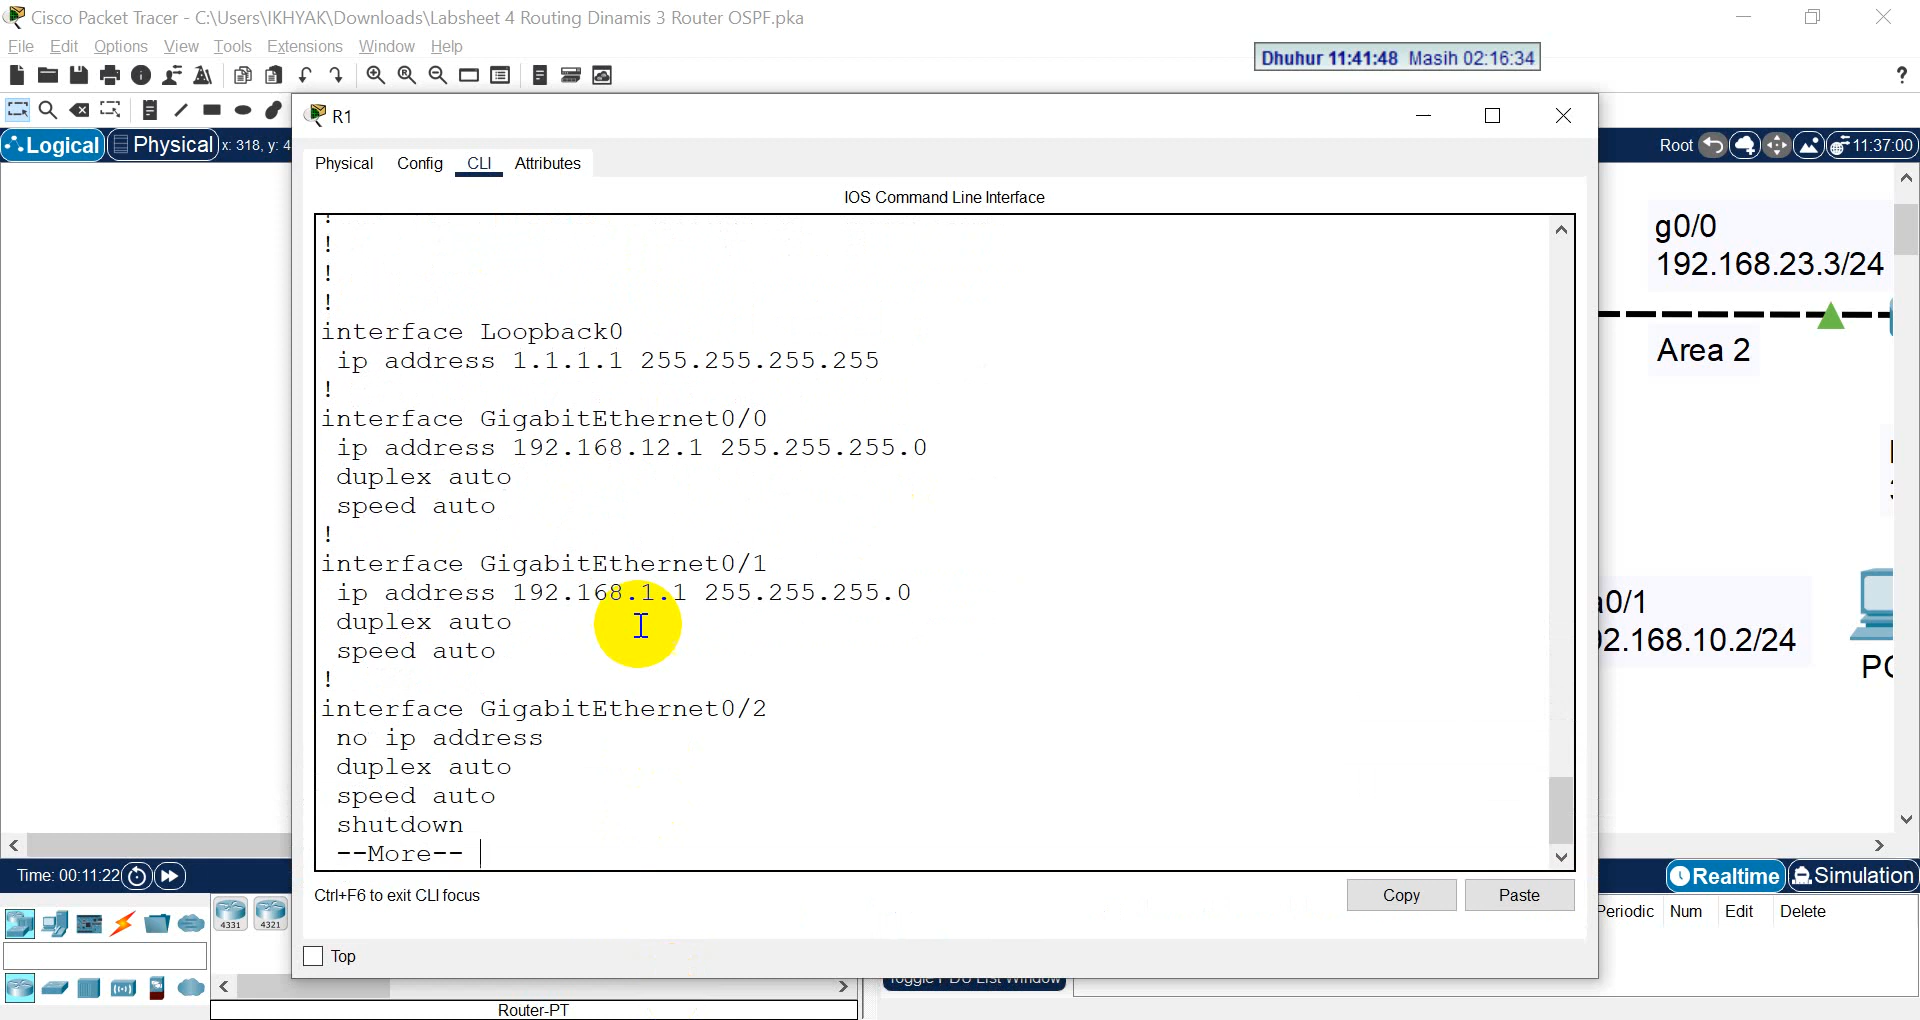 Cisco Packet Tracer - C:\Users\IKHYAK\Downloads\Labsheet 4 Routing Dinamis 3 Router OSPF.pka
File Edit Options View Tools Extensions Window Help
Dhuhur 11:41:48 Masih 02:16:34
?
R1
Logical Physical x: 318, y: 4
Root 11:37:00
Physical Config CLI Attributes
IOS Command Line Interface
!
!
!
!
interface Loopback0
ip address 1.1.1.1 255.255.255.255
!
interface GigabitEthernet0/0
ip address 192.168.12.1 255.255.255.0
duplex auto
speed auto
!
interface GigabitEthernet0/1
ip address 192.168.1.1 255.255.255.0
duplex auto
speed auto
!
interface GigabitEthernet0/2
no ip address
duplex auto
speed auto
shutdown
--More--
g0/0
192.168.23.3/24
Area 2
a0/1
92.168.10.2/24
PC
Ctrl+F6 to exit CLI focus
Copy Paste
Top
Time: 00:11:22
Realtime Simulation
4331 4321
Periodic Num Edit Delete
Toggle PDU List Window
Router-PT